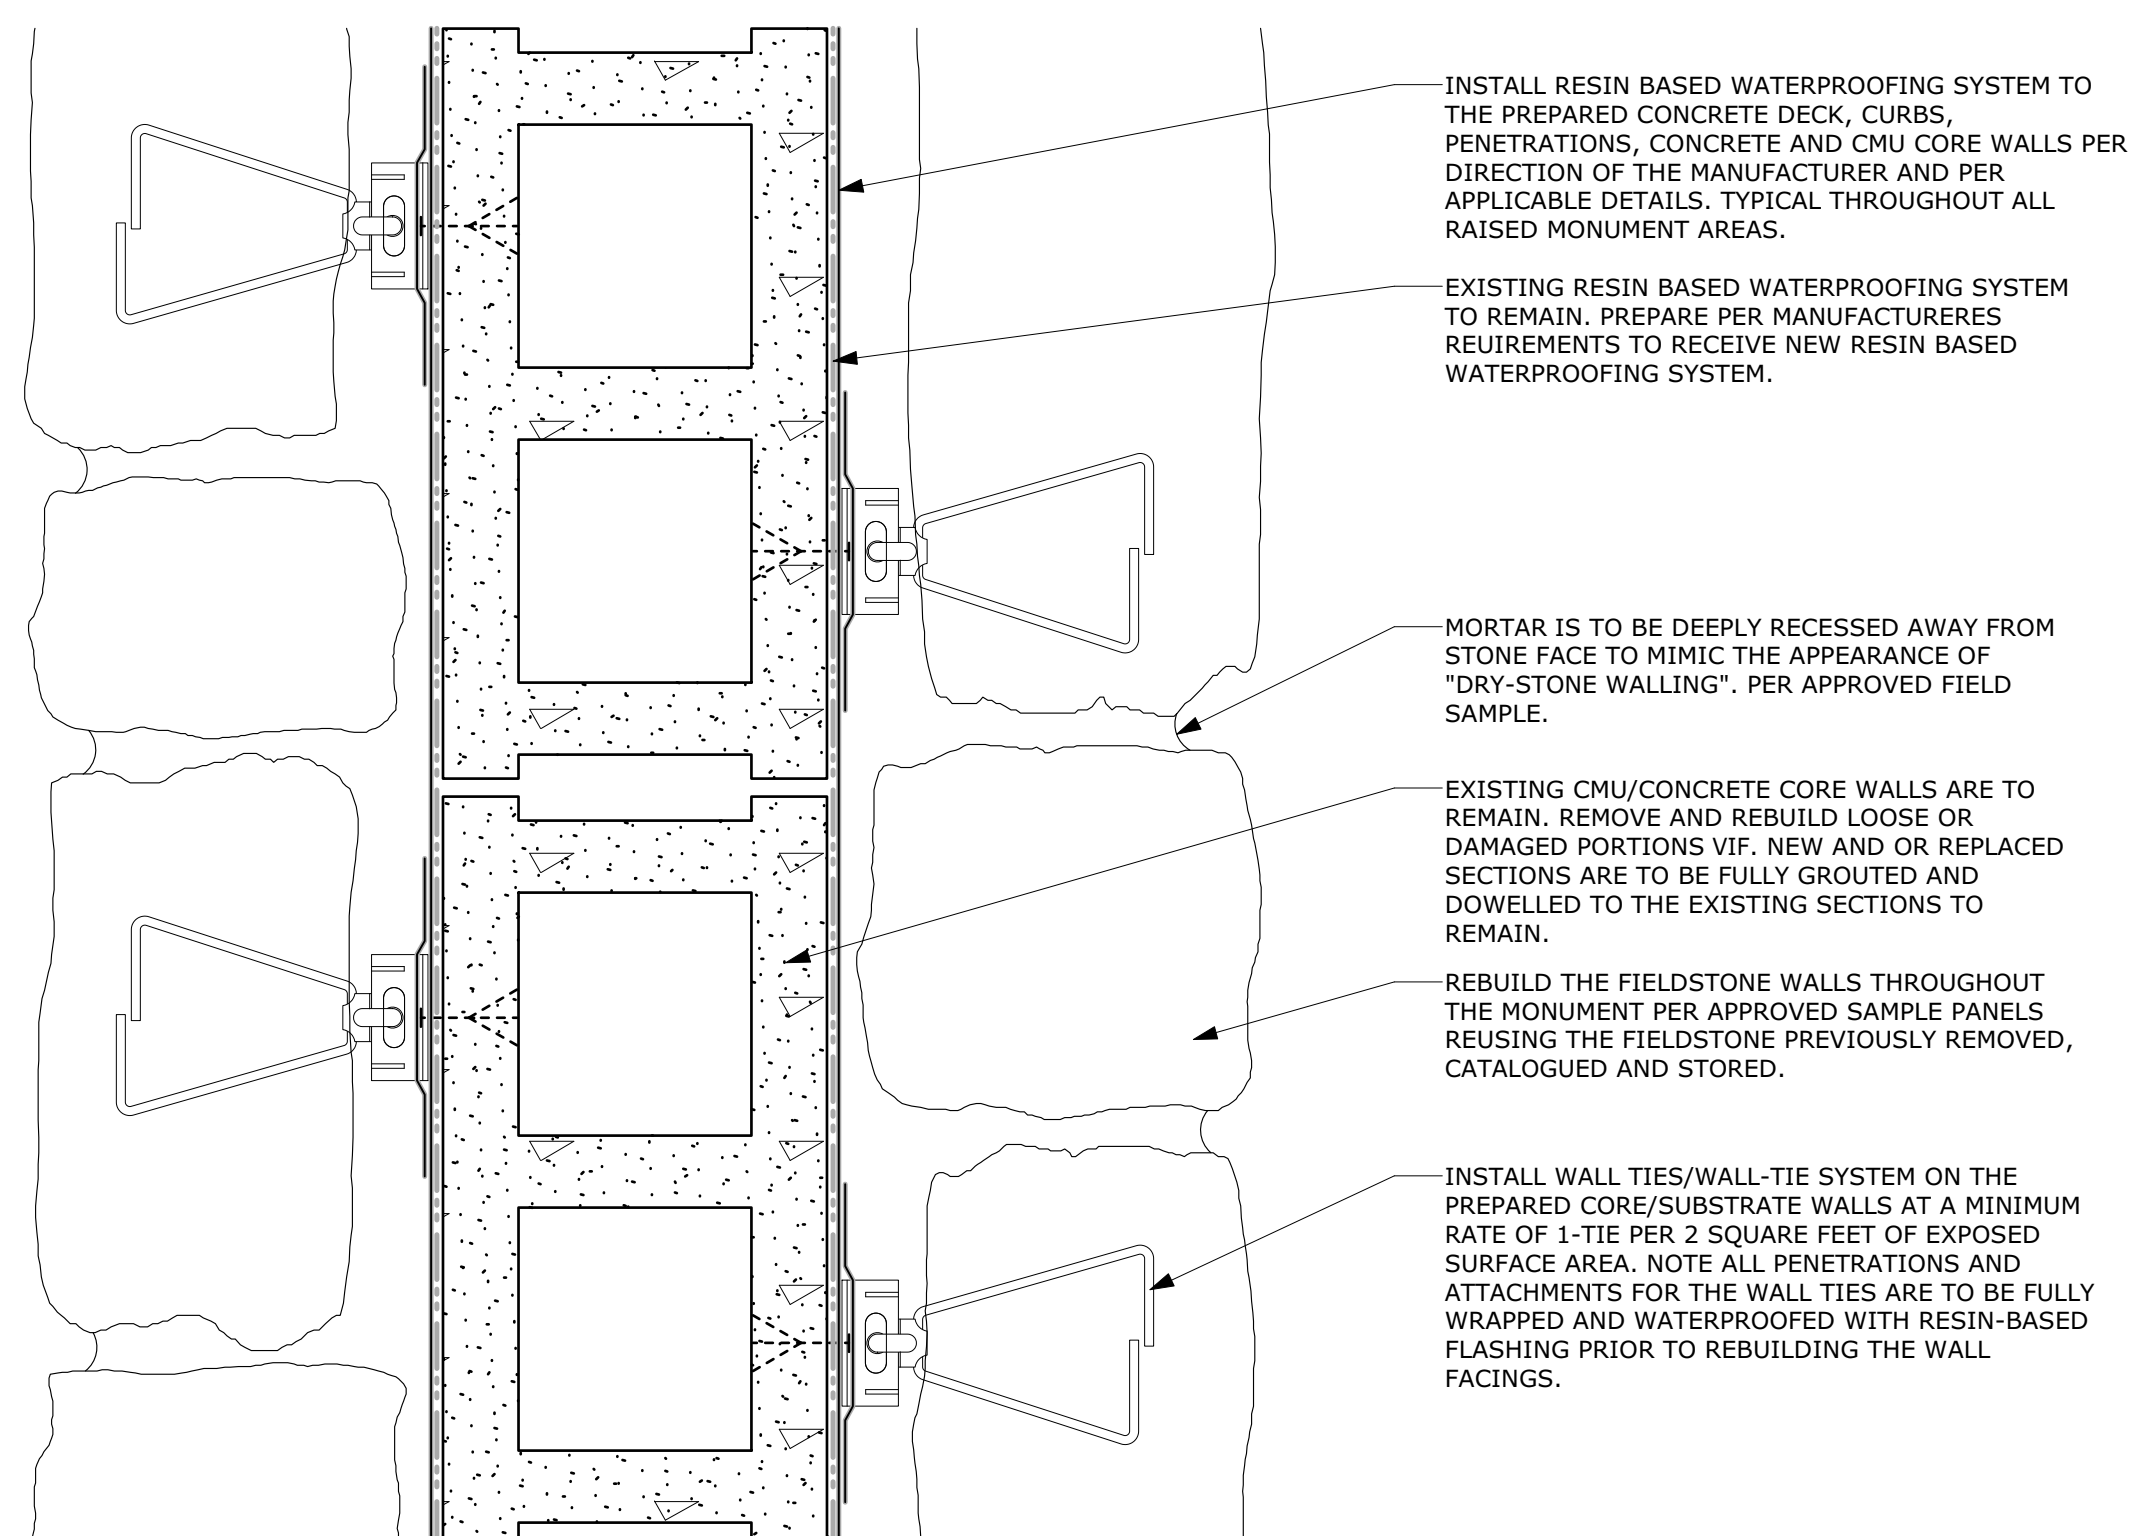 INSTALL RESIN BASED WATERPROOFING SYSTEM TO
THE PREPARED CONCRETE DECK, CURBS,
PENETRATIONS, CONCRETE AND CMU CORE WALLS PER
DIRECTION OF THE MANUFACTURER AND PER
APPLICABLE DETAILS. TYPICAL THROUGHOUT ALL
RAISED MONUMENT AREAS.
EXISTING RESIN BASED WATERPROOFING SYSTEM
TO REMAIN. PREPARE PER MANUFACTURERES
REUIREMENTS TO RECEIVE NEW RESIN BASED
WATERPROOFING SYSTEM.
MORTAR IS TO BE DEEPLY RECESSED AWAY FROM
STONE FACE TO MIMIC THE APPEARANCE OF
"DRY-STONE WALLING". PER APPROVED FIELD
SAMPLE.
EXISTING CMU/CONCRETE CORE WALLS ARE TO
REMAIN. REMOVE AND REBUILD LOOSE OR
DAMAGED PORTIONS VIF. NEW AND OR REPLACED
SECTIONS ARE TO BE FULLY GROUTED AND
DOWELLED TO THE EXISTING SECTIONS TO
REMAIN.
REBUILD THE FIELDSTONE WALLS THROUGHOUT
THE MONUMENT PER APPROVED SAMPLE PANELS
REUSING THE FIELDSTONE PREVIOUSLY REMOVED,
CATALOGUED AND STORED.
INSTALL WALL TIES/WALL-TIE SYSTEM ON THE
PREPARED CORE/SUBSTRATE WALLS AT A MINIMUM
RATE OF 1-TIE PER 2 SQUARE FEET OF EXPOSED
SURFACE AREA. NOTE ALL PENETRATIONS AND
ATTACHMENTS FOR THE WALL TIES ARE TO BE FULLY
WRAPPED AND WATERPROOFED WITH RESIN-BASED
FLASHING PRIOR TO REBUILDING THE WALL
FACINGS.